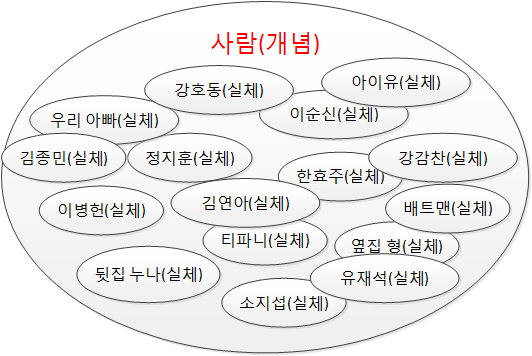 사람(개념)
강호동(실체)
아이유(실체)
우리 아빠(실체)
이순신(실체)
김종민(실체)
정지훈(실체)
한효주(실체)
강감찬(실체)
이병헌(실체)
김연아(실체)
배트맨(실체)
티파니(실체)
옆집 형(실체)
뒷집 누나(실체)
유재석(실체)
소지섭(실체)